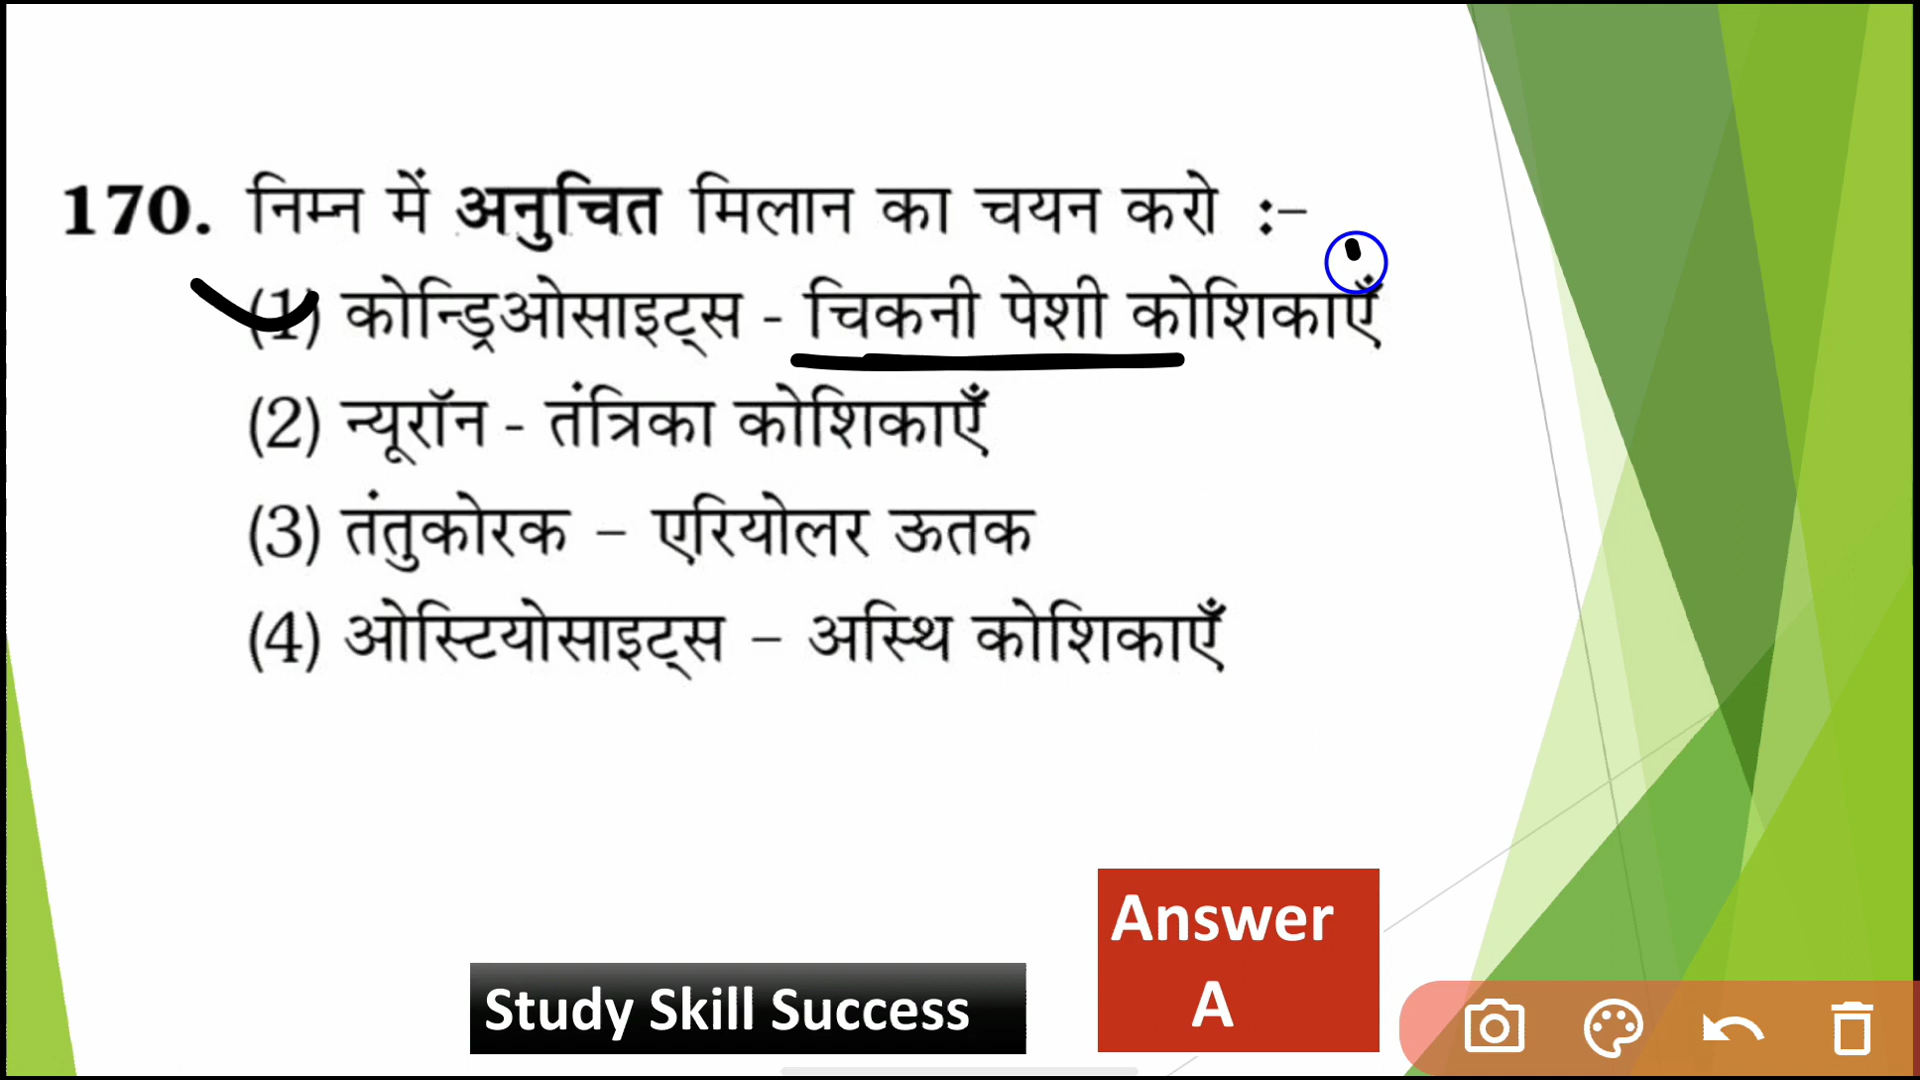 170. निम्न में अनुचित मिलान का चयन करो :–
(1) कोन्ड्रिओसाइट्स - चिकनी पेशी कोशिकाएँ
(2) न्यूरॉन - तंत्रिका कोशिकाएँ
(3) तंतुकोरक – एरियोलर ऊतक
(4) ओस्टियोसाइट्स – अस्थि कोशिकाएँ
Answer
A
Study Skill Success